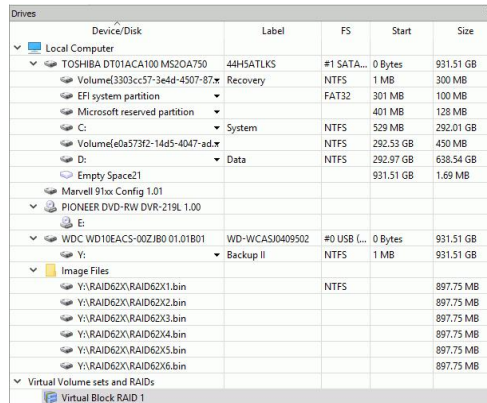 Drives
Device/Disk Label FS Start Size
Local Computer
TOSHIBA DT01ACA100 MS2OA750 44H5ATLKS #1 SATA... 0 Bytes 931.51 GB
Volume{3303cc57-3e4d-4507-87... Recovery NTFS 1 MB 300 MB
EFI system partition FAT32 301 MB 100 MB
Microsoft reserved partition 401 MB 128 MB
C: System NTFS 529 MB 292.01 GB
Volume{e0a573f2-14d5-4047-ad... NTFS 292.53 GB 450 MB
D: Data NTFS 292.97 GB 638.54 GB
Empty Space21 931.51 GB 1.69 MB
Marvell 91xx Config 1.01
PIONEER DVD-RW DVR-219L 1.00
E:
WDC WD10EACS-00ZJB0 01.01B01 WD-WCASJ0409502 #0 USB (... 0 Bytes 931.51 GB
Y: Backup II NTFS 1 MB 931.51 GB
Image Files
Y:\RAID62X\RAID62X1.bin NTFS 897.75 MB
Y:\RAID62X\RAID62X2.bin 897.75 MB
Y:\RAID62X\RAID62X3.bin 897.75 MB
Y:\RAID62X\RAID62X4.bin 897.75 MB
Y:\RAID62X\RAID62X5.bin 897.75 MB
Y:\RAID62X\RAID62X6.bin 897.75 MB
Virtual Volume sets and RAIDs
Virtual Block RAID 1